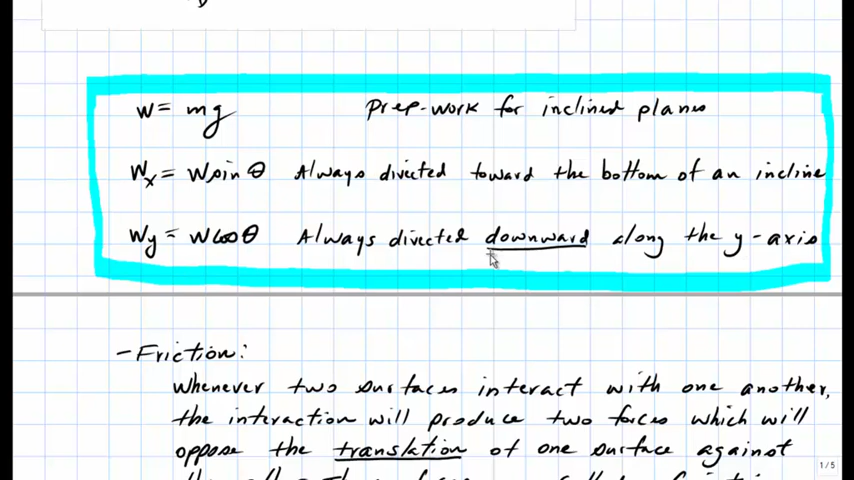 W = mg Prep-work for inclined planes
Wx = W sin θ Always directed toward the bottom of an incline
Wy = W cos θ Always directed downward along the y-axis
- Friction:
Whenever two surfaces interact with one another,
the interaction will produce two forces which will
oppose the translation of one surface against
1/5